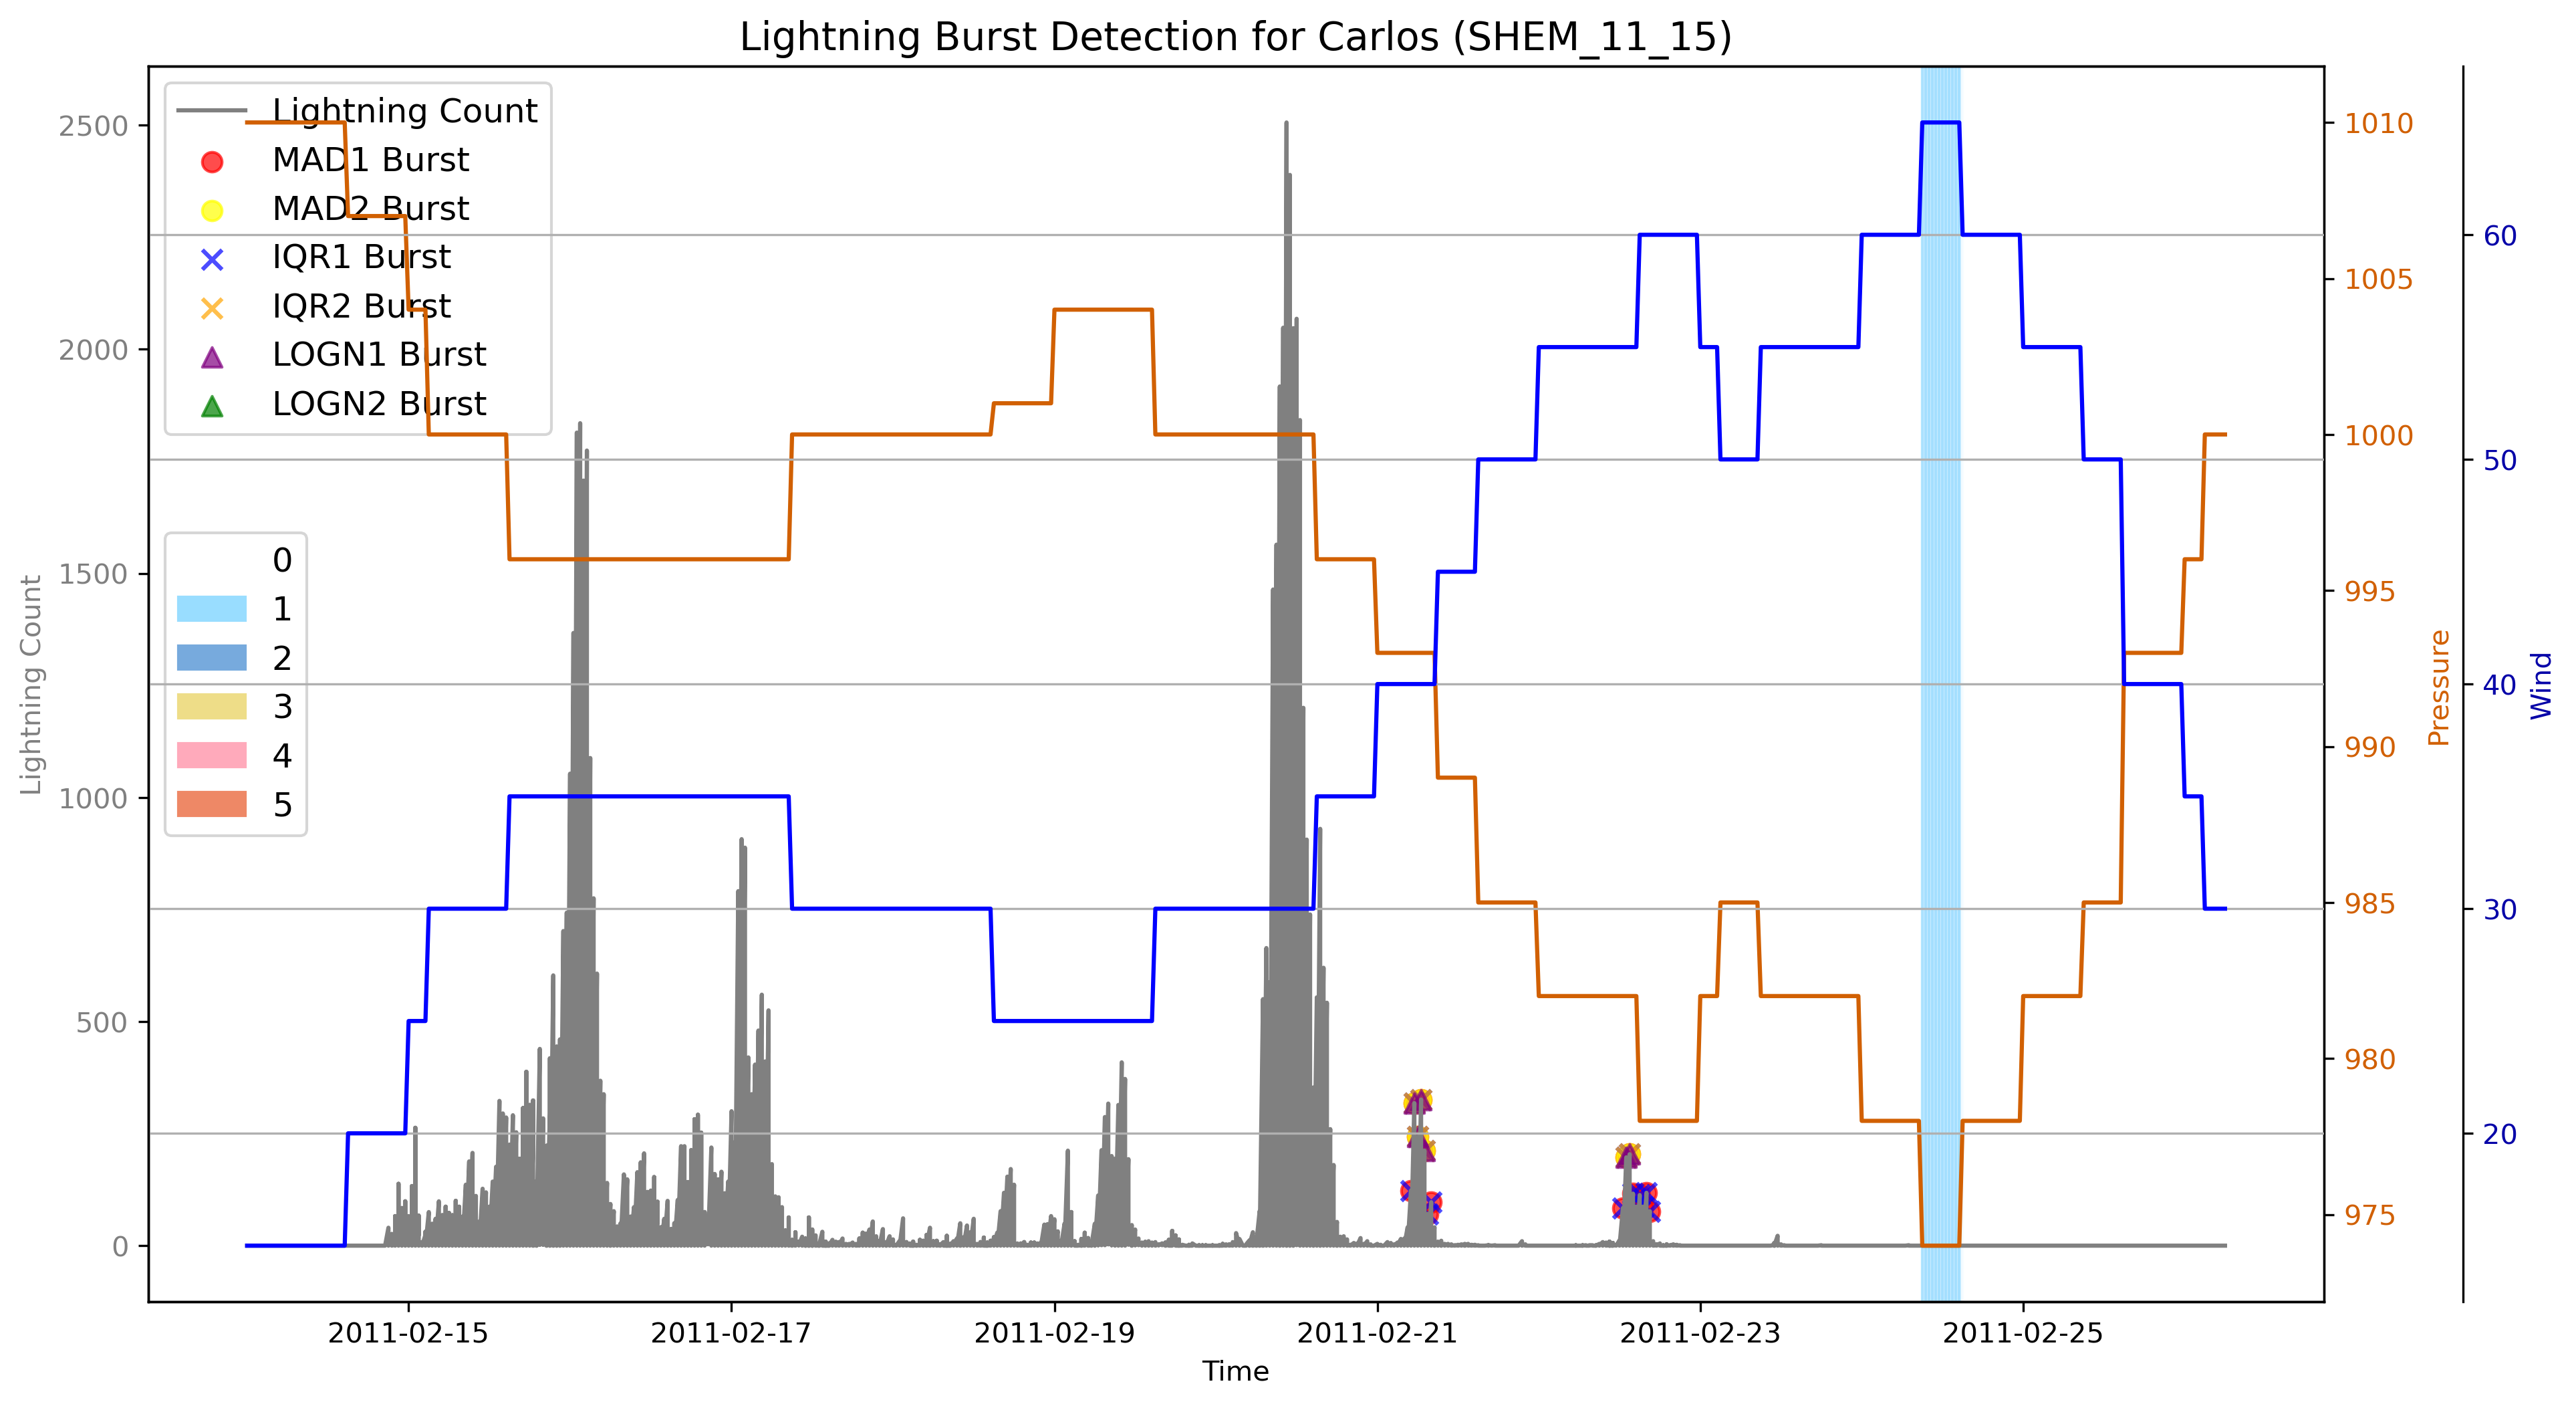 Lightning Burst Detection for Carlos (SHEM_11_15)
Lightning Count
MAD1 Burst
MAD2 Burst
IQR1 Burst
IQR2 Burst
LOGN1 Burst
LOGN2 Burst
0
1
2
3
4
5
Lightning Count
2500
2000
1500
1000
500
0
1010
1005
1000
995
990
985
980
975
Pressure
60
50
40
30
20
Wind
2011-02-15
2011-02-17
2011-02-19
2011-02-21
2011-02-23
2011-02-25
Time